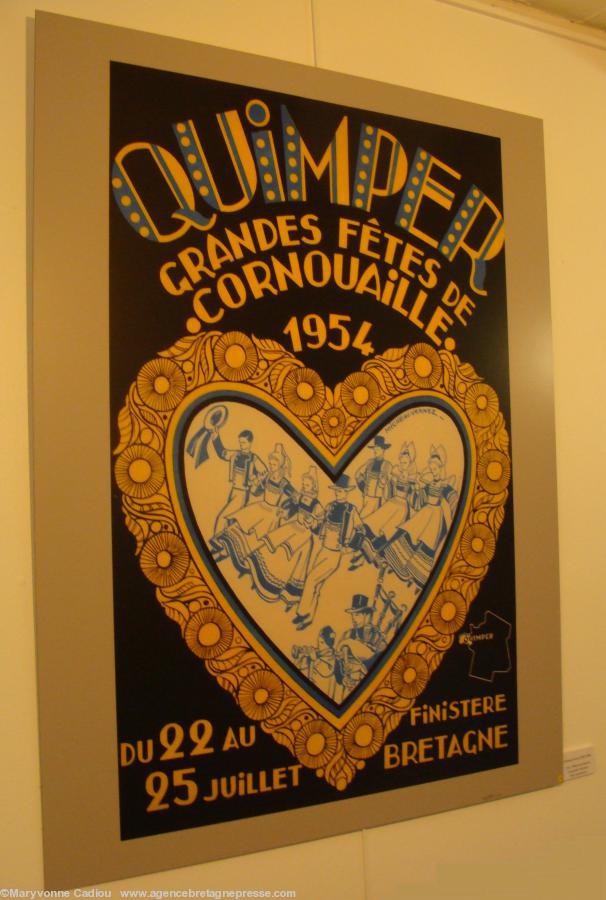 QUiMPER
GRANDES FÊTES DE
•CORNOUAiLLE•
1954
QUIMPER
DU 22 AU
25 JUiLLET
FiNiSTERE
BRETAGNE
©Maryvonne Cadiou www.agencebretagnepresse.com